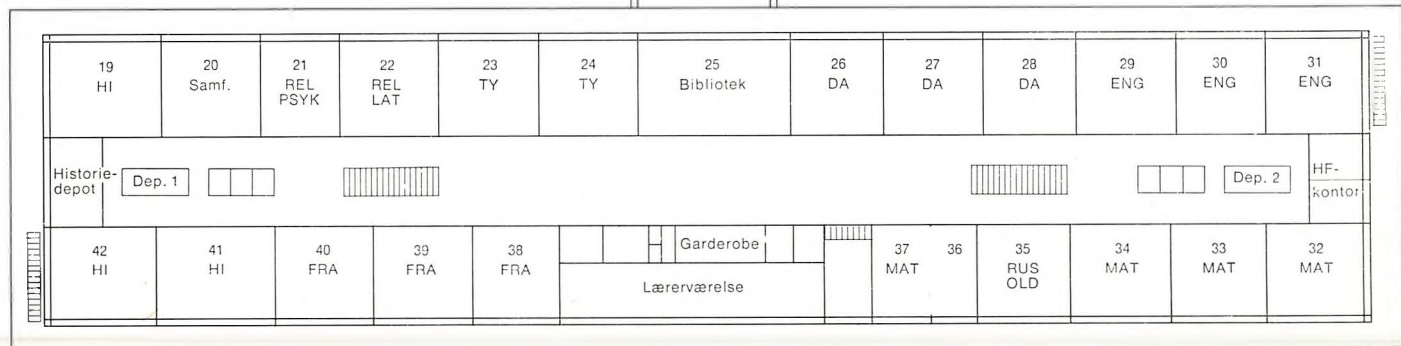 19
HI
20
Samf.
21
REL
PSYK
22
REL
LAT
23
TY
24
TY
25
Bibliotek
26
DA
27
DA
28
DA
29
ENG
30
ENG
31
ENG
Historie-
depot
Dep. 1
Dep. 2
HF-
kontor
42
HI
41
HI
40
FRA
39
FRA
38
FRA
Garderobe
Lærerværelse
37
MAT
36
35
RUS
OLD
34
MAT
33
MAT
32
MAT